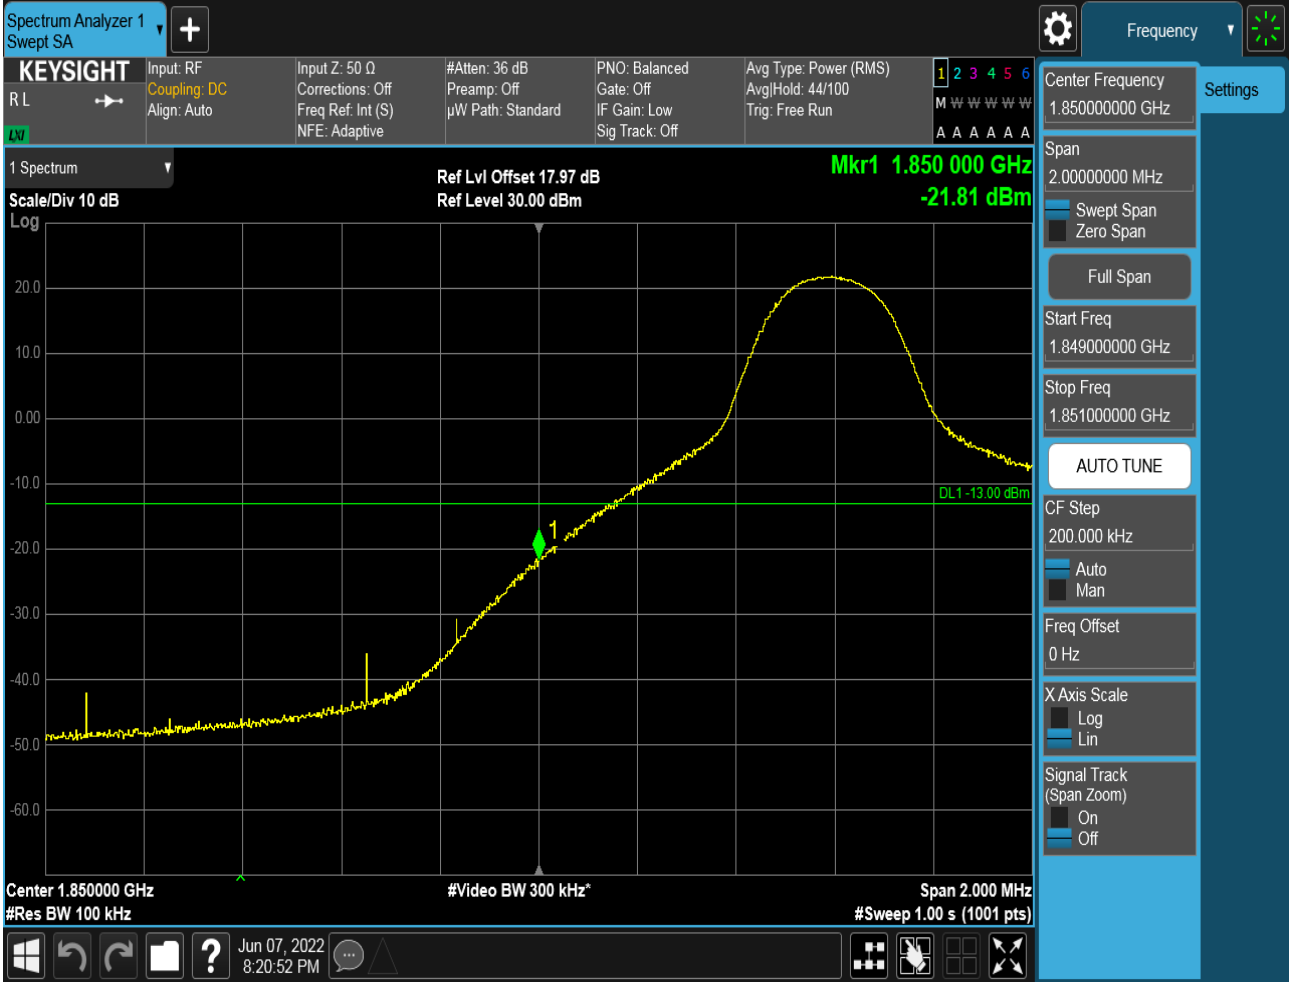 Spectrum Analyzer 1
Swept SA
Frequency
KEYSIGHT
R L
LXI
Input: RF
Coupling: DC
Align: Auto
Input Z: 50 Ω
Corrections: Off
Freq Ref: Int (S)
NFE: Adaptive
#Atten: 36 dB
Preamp: Off
µW Path: Standard
PNO: Balanced
Gate: Off
IF Gain: Low
Sig Track: Off
Avg Type: Power (RMS)
Avg|Hold: 44/100
Trig: Free Run
1 2 3 4 5 6
M W W W W W
A A A A A A
1 Spectrum
Scale/Div 10 dB
Log
Ref Lvl Offset 17.97 dB
Ref Level 30.00 dBm
Mkr1 1.850 000 GHz
-21.81 dBm
20.0
10.0
0.00
-10.0
-20.0
-30.0
-40.0
-50.0
-60.0
DL1 -13.00 dBm
1
Center 1.850000 GHz
#Res BW 100 kHz
#Video BW 300 kHz*
Span 2.000 MHz
#Sweep 1.00 s (1001 pts)
Center Frequency
1.850000000 GHz
Span
2.00000000 MHz
Swept Span
Zero Span
Full Span
Start Freq
1.849000000 GHz
Stop Freq
1.851000000 GHz
AUTO TUNE
CF Step
200.000 kHz
Auto
Man
Freq Offset
0 Hz
X Axis Scale
Log
Lin
Signal Track
(Span Zoom)
On
Off
Settings
?
Jun 07, 2022
8:20:52 PM